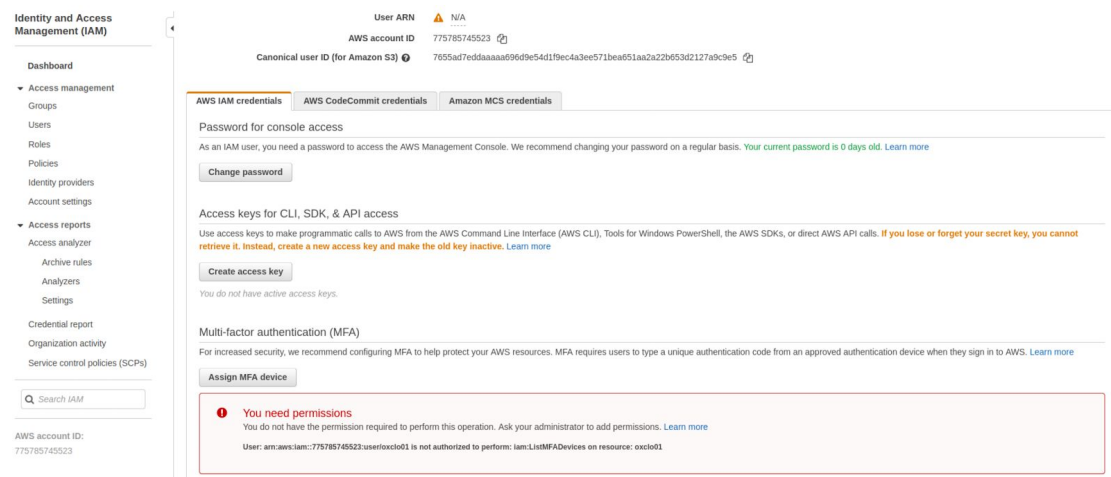 Identity and Access
Management (IAM)
Dashboard
Access management
Groups
Users
Roles
Policies
Identity providers
Account settings
Access reports
Access analyzer
Archive rules
Analyzers
Settings
Credential report
Organization activity
Service control policies (SCPs)
Search IAM
AWS account ID:
775785745523
User ARN N/A
AWS account ID 775785745523
Canonical user ID (for Amazon S3) 7655ad7eddaaaaa696d9e54d1f9ec4a3ee571bea651aa2a22b653d2127a9c9e5
AWS IAM credentials AWS CodeCommit credentials Amazon MCS credentials
Password for console access
As an IAM user, you need a password to access the AWS Management Console. We recommend changing your password on a regular basis. Your current password is 0 days old. Learn more
Change password
Access keys for CLI, SDK, & API access
Use access keys to make programmatic calls to AWS from the AWS Command Line Interface (AWS CLI), Tools for Windows PowerShell, the AWS SDKs, or direct AWS API calls. If you lose or forget your secret key, you cannot
retrieve it. Instead, create a new access key and make the old key inactive. Learn more
Create access key
You do not have active access keys.
Multi-factor authentication (MFA)
For increased security, we recommend configuring MFA to help protect your AWS resources. MFA requires users to type a unique authentication code from an approved authentication device when they sign in to AWS. Learn more
Assign MFA device
You need permissions
You do not have the permission required to perform this operation. Ask your administrator to add permissions. Learn more
User: arn:aws:iam::775785745523:user/oxclo01 is not authorized to perform: iam:ListMFADevices on resource: oxclo01